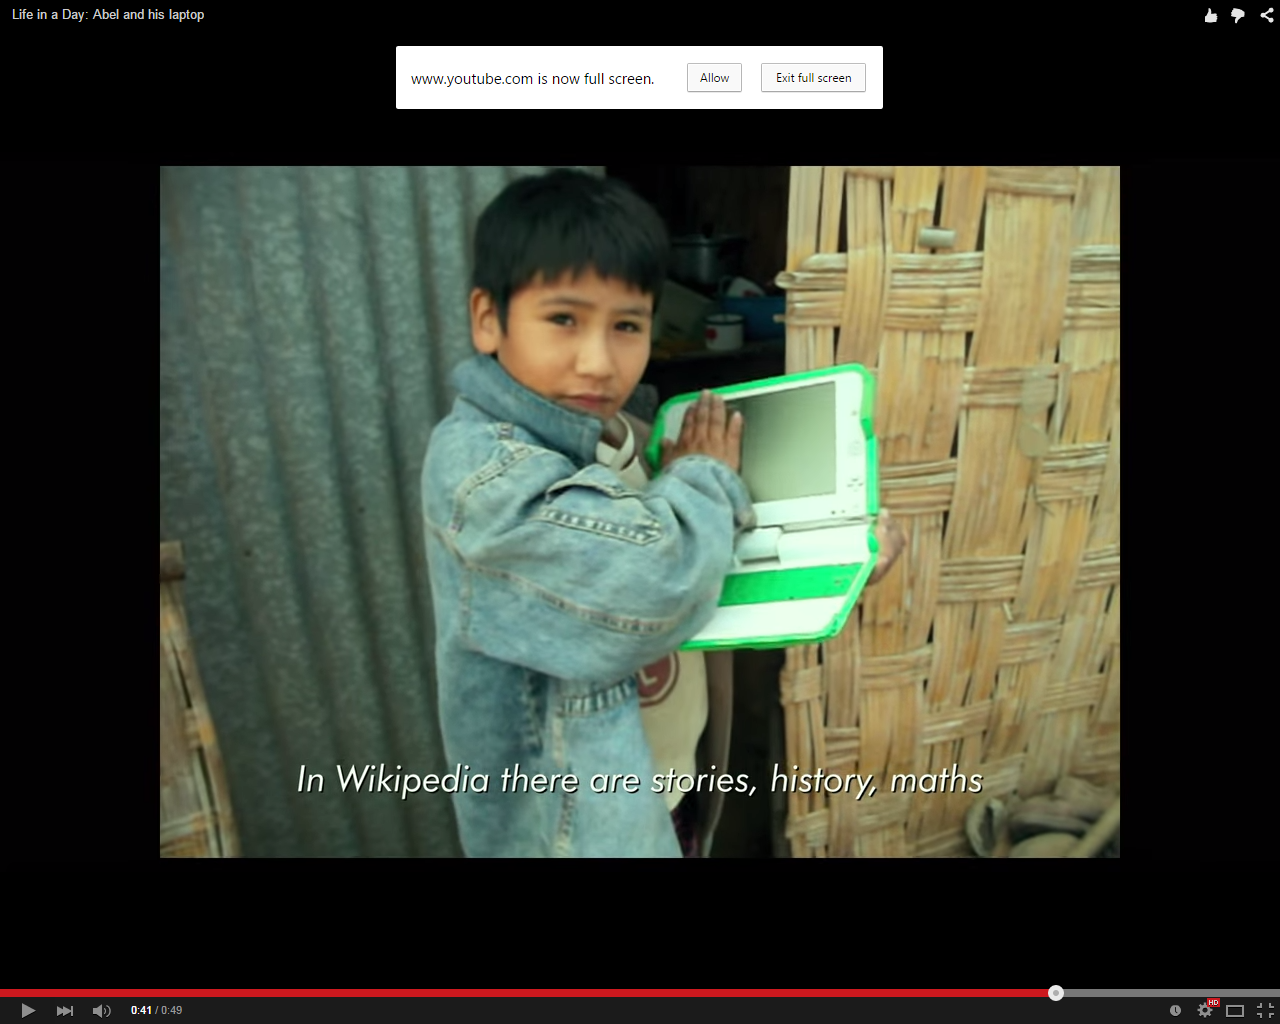 Life in a Day: Abel and his laptop
www.youtube.com is now full screen.
Allow
Exit full screen
In Wikipedia there are stories, history, maths
0:41 / 0:49
HD